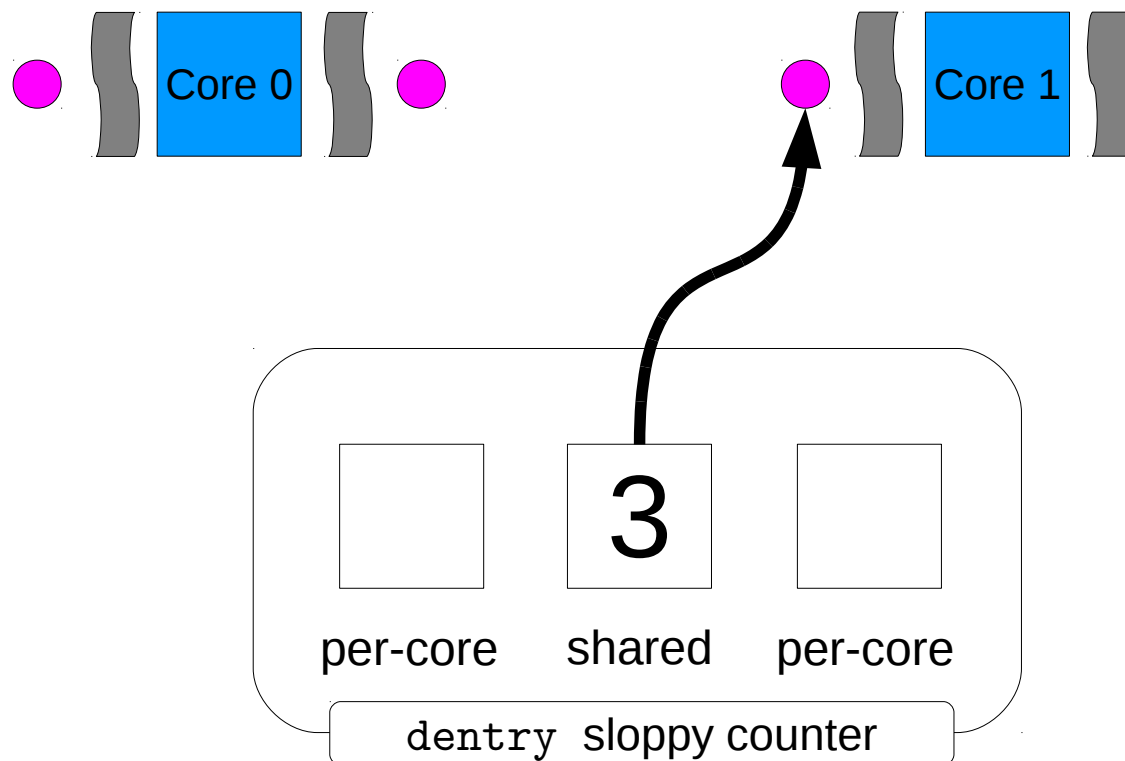 Core 0
Core 1
3
per-core
shared
per-core
dentry sloppy counter